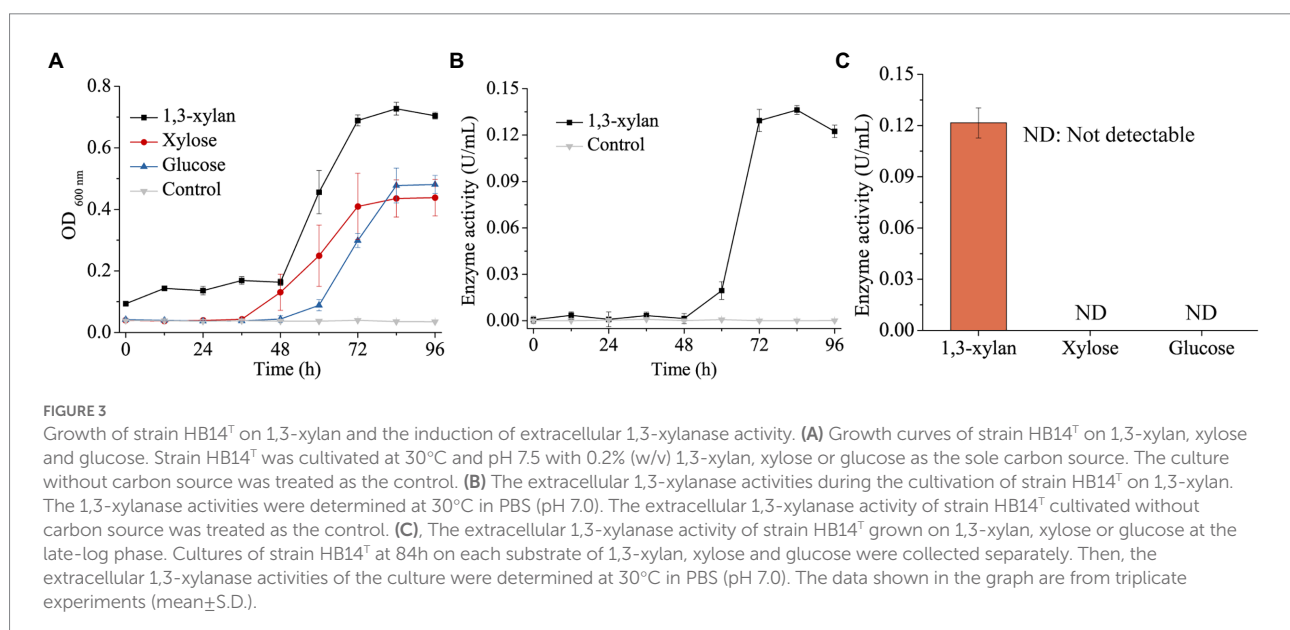 A
0.8
0.6
0.4
0.2
0.0
OD 600 nm
1,3-xylan
Xylose
Glucose
Control
0 24 48 72 96
Time (h)
B
0.15
0.12
0.09
0.06
0.03
0.00
Enzyme activity (U/mL)
1,3-xylan
Control
0 24 48 72 96
Time (h)
C
0.15
0.12
0.09
0.06
0.03
0.00
Enzyme activity (U/mL)
ND: Not detectable
ND ND
1,3-xylan Xylose Glucose
FIGURE 3
Growth of strain HB14ᵀ on 1,3-xylan and the induction of extracellular 1,3-xylanase activity. (A) Growth curves of strain HB14ᵀ on 1,3-xylan, xylose
and glucose. Strain HB14ᵀ was cultivated at 30°C and pH 7.5 with 0.2% (w/v) 1,3-xylan, xylose or glucose as the sole carbon source. The culture
without carbon source was treated as the control. (B) The extracellular 1,3-xylanase activities during the cultivation of strain HB14ᵀ on 1,3-xylan.
The 1,3-xylanase activities were determined at 30°C in PBS (pH 7.0). The extracellular 1,3-xylanase activity of strain HB14ᵀ cultivated without
carbon source was treated as the control. (C), The extracellular 1,3-xylanase activity of strain HB14ᵀ grown on 1,3-xylan, xylose or glucose at the
late-log phase. Cultures of strain HB14ᵀ at 84h on each substrate of 1,3-xylan, xylose and glucose were collected separately. Then, the
extracellular 1,3-xylanase activities of the culture were determined at 30°C in PBS (pH 7.0). The data shown in the graph are from triplicate
experiments (mean±S.D.).